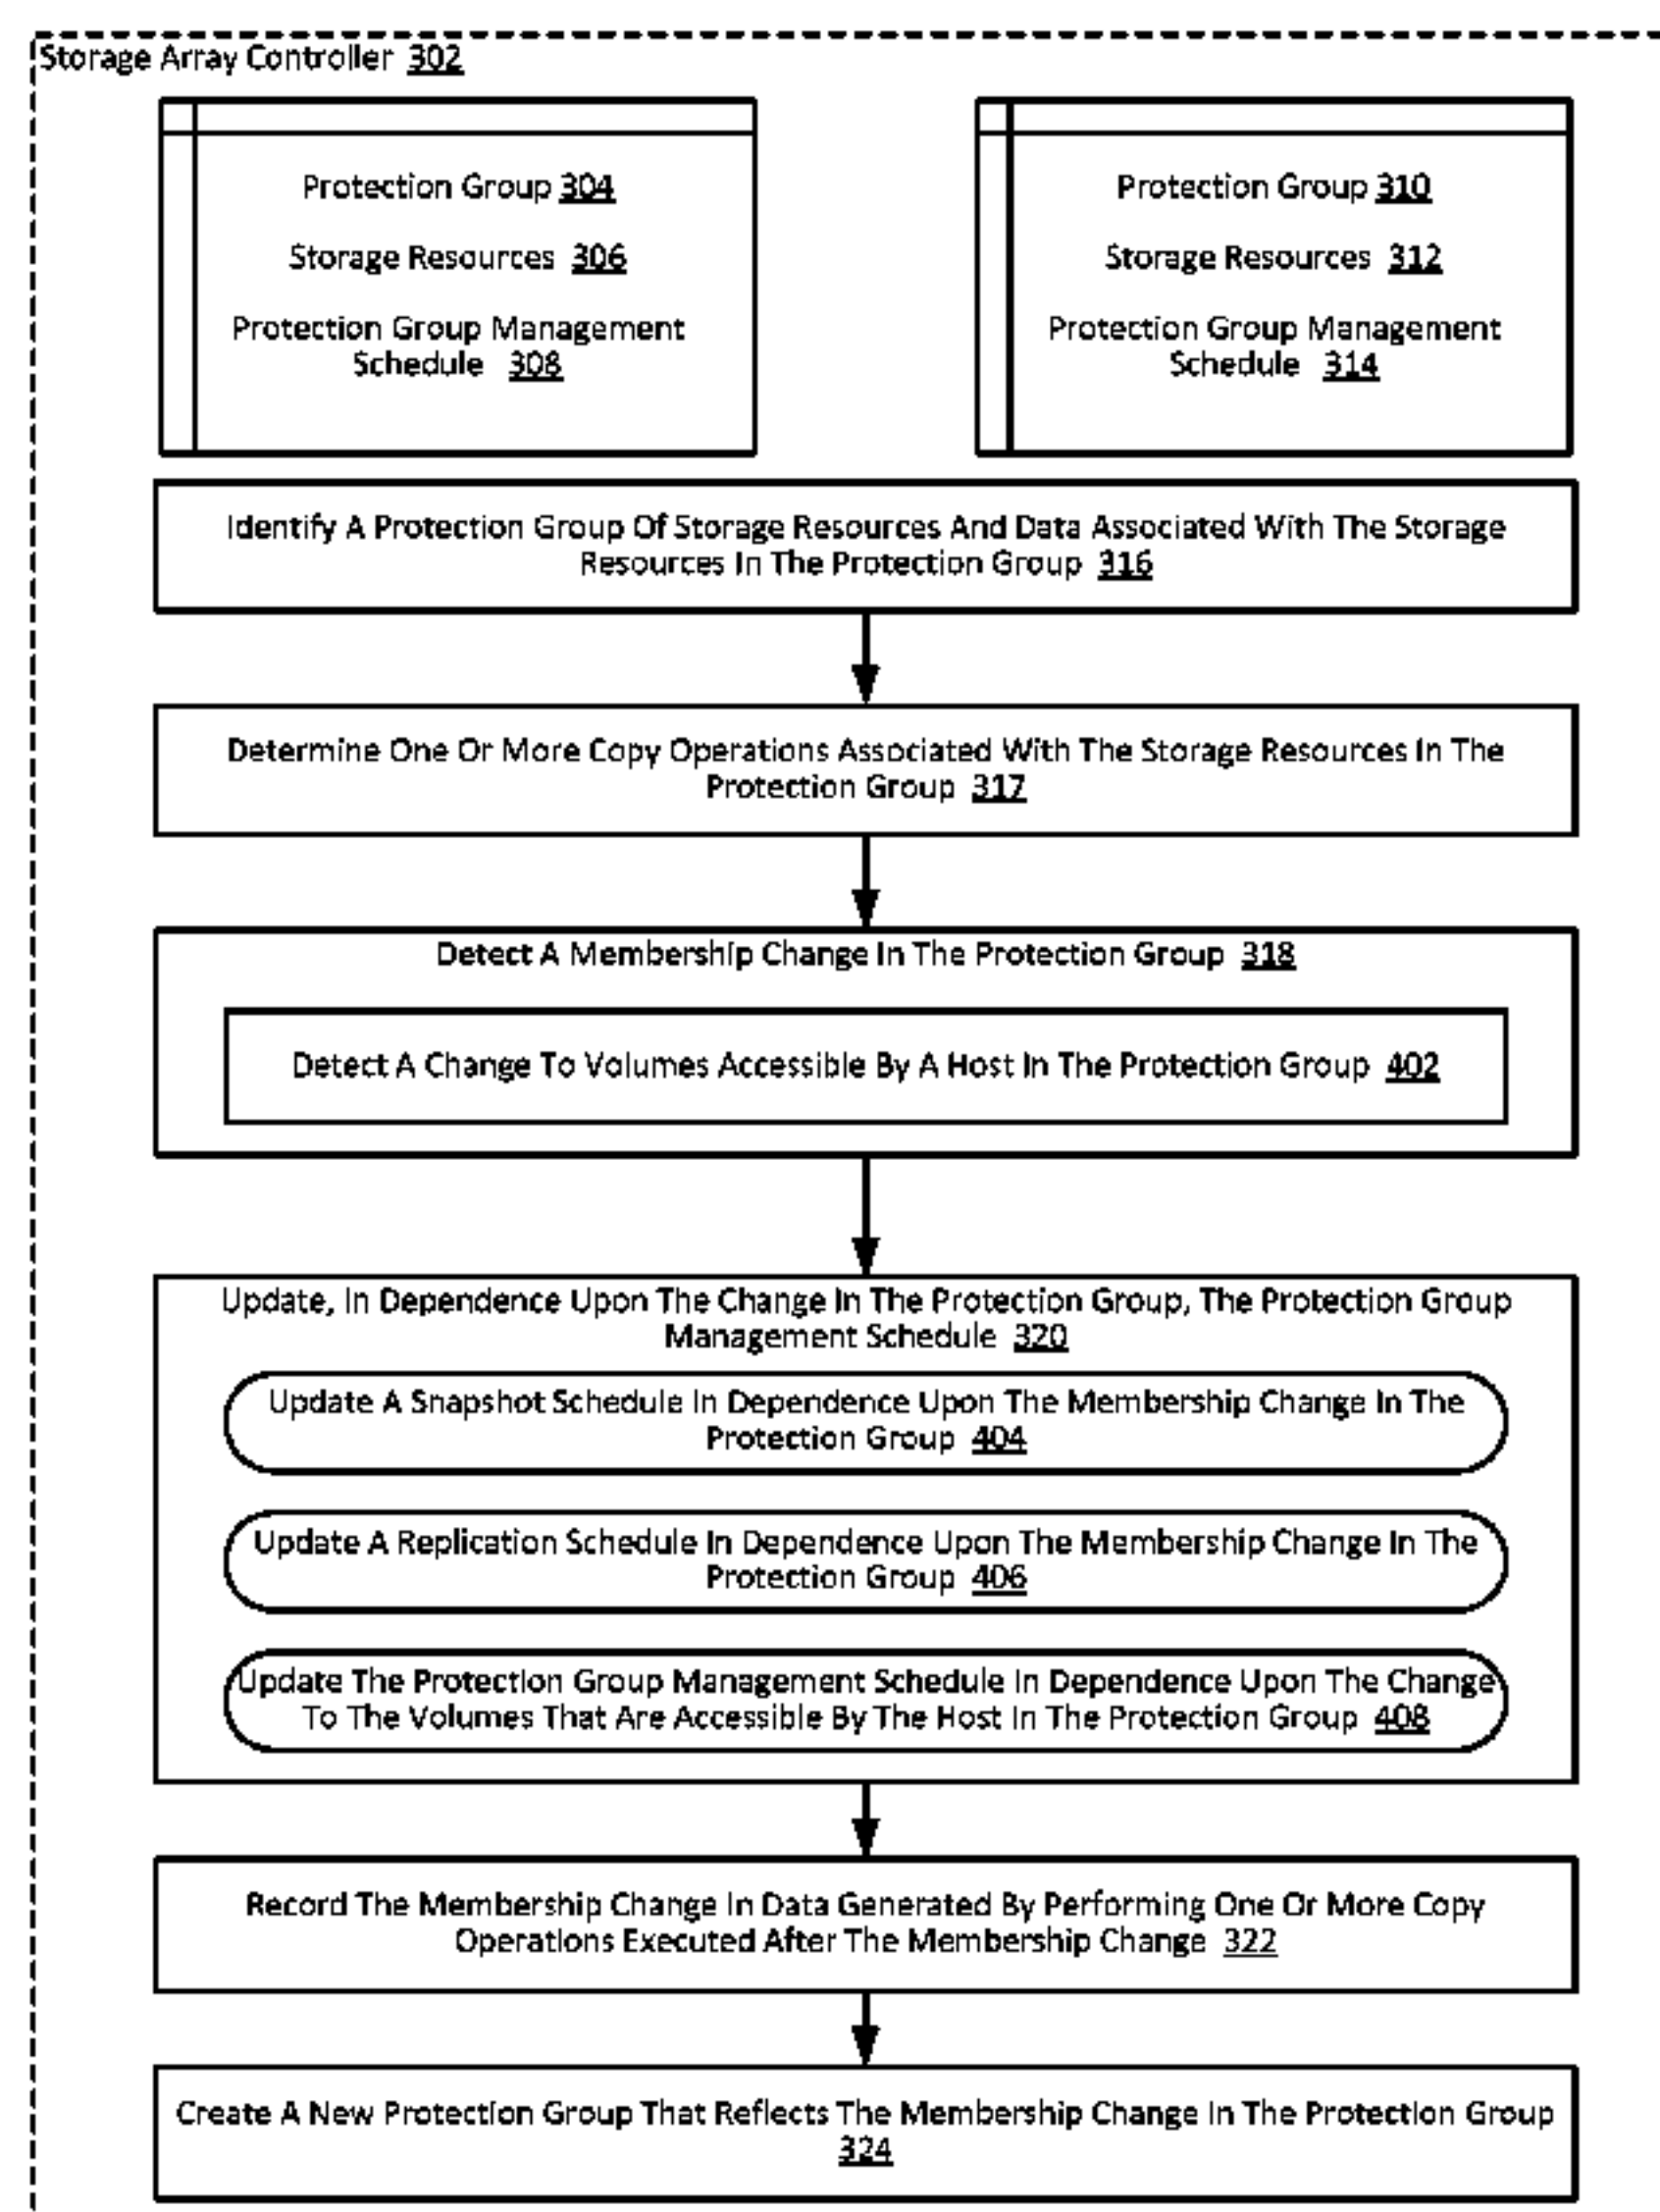 Storage Array Controller 302
Protection Group 304
Storage Resources 306
Protection Group Management
Schedule 308
Protection Group 310
Storage Resources 312
Protection Group Management
Schedule 314
Identify A Protection Group Of Storage Resources And Data Associated With The Storage
Resources In The Protection Group 316
Determine One Or More Copy Operations Associated With The Storage Resources In The
Protection Group 317
Detect A Membership Change In The Protection Group 318
Detect A Change To Volumes Accessible By A Host In The Protection Group 402
Update, In Dependence Upon The Change In The Protection Group, The Protection Group
Management Schedule 320
Update A Snapshot Schedule In Dependence Upon The Membership Change In The
Protection Group 404
Update A Replication Schedule In Dependence Upon The Membership Change In The
Protection Group 406
Update The Protection Group Management Schedule In Dependence Upon The Change
To The Volumes That Are Accessible By The Host In The Protection Group 408
Record The Membership Change In Data Generated By Performing One Or More Copy
Operations Executed After The Membership Change 322
Create A New Protection Group That Reflects The Membership Change In The Protection Group
324